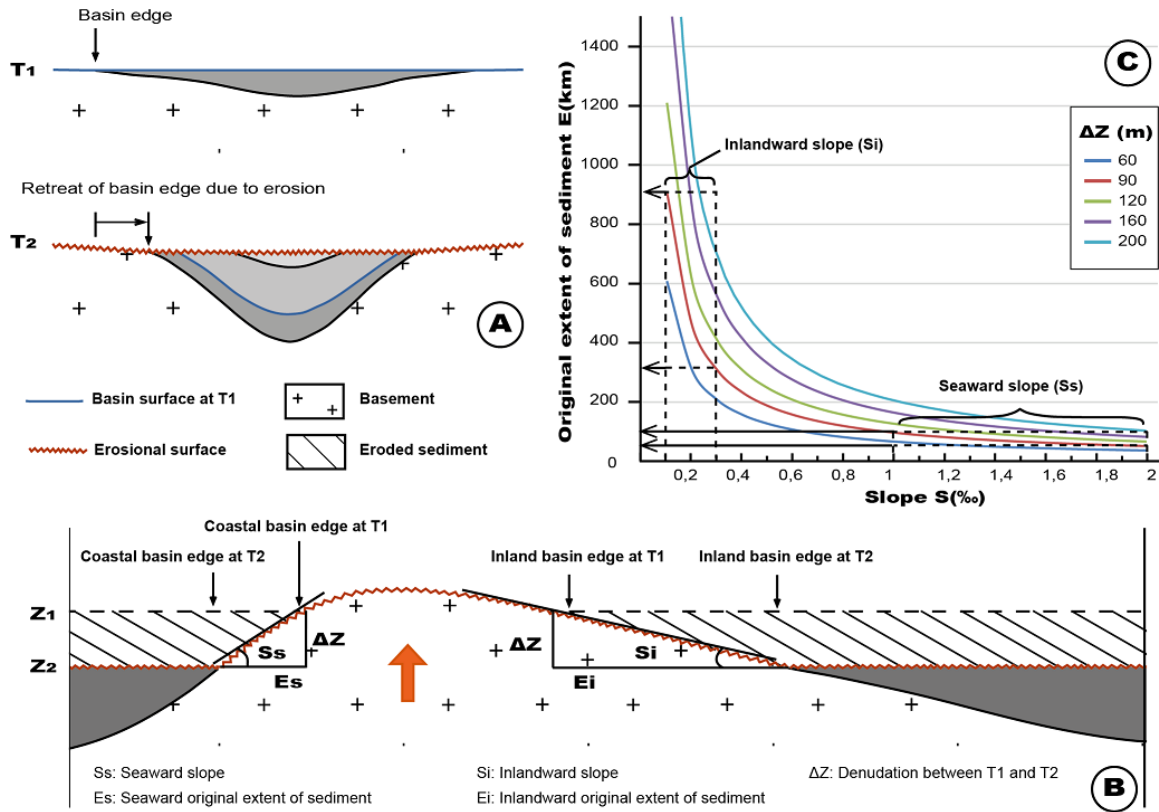 Basin edge
T1
Retreat of basin edge due to erosion
T2
A
Basin surface at T1
Basement
Erosional surface
Eroded sediment
C
Original extent of sediment E(km)
1400
1200
1000
800
600
400
200
0
0,2
0,4
0,6
0,8
1
1,2
1,4
1,6
1,8
2
Slope S(‰)
Inlandward slope (Si)
Seaward slope (Ss)
ΔZ (m)
60
90
120
160
200
Coastal basin edge at T1
Coastal basin edge at T2
Inland basin edge at T1
Inland basin edge at T2
Z1
Z2
Ss
ΔZ
Es
ΔZ
Si
Ei
Ss: Seaward slope
Si: Inlandward slope
ΔZ: Denudation between T1 and T2
Es: Seaward original extent of sediment
Ei: Inlandward original extent of sediment
B